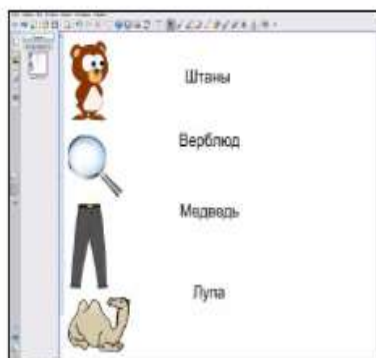 Штаны
Верблюд
Медведь
Лупа